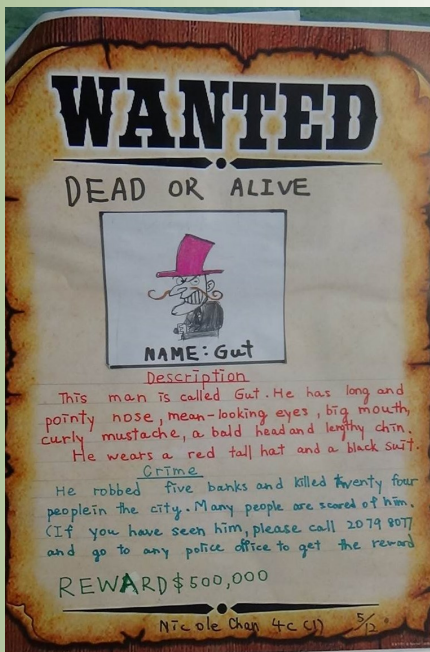 WANTED
DEAD OR ALIVE
NAME: Gut
Description
This man is called Gut. He has long and
pointy nose, mean-looking eyes, big mouth,
curly mustache, a bald head and lengthy chin.
He wears a red tall hat and a black suit.
Crime
He robbed five banks and killed twenty four
people in the city. Many people are scared of him.
(If you have seen him, please call 2079 8077
and go to any police office to get the reward
REWARD $500,000
Nicole Chan 4C (1) 5/12